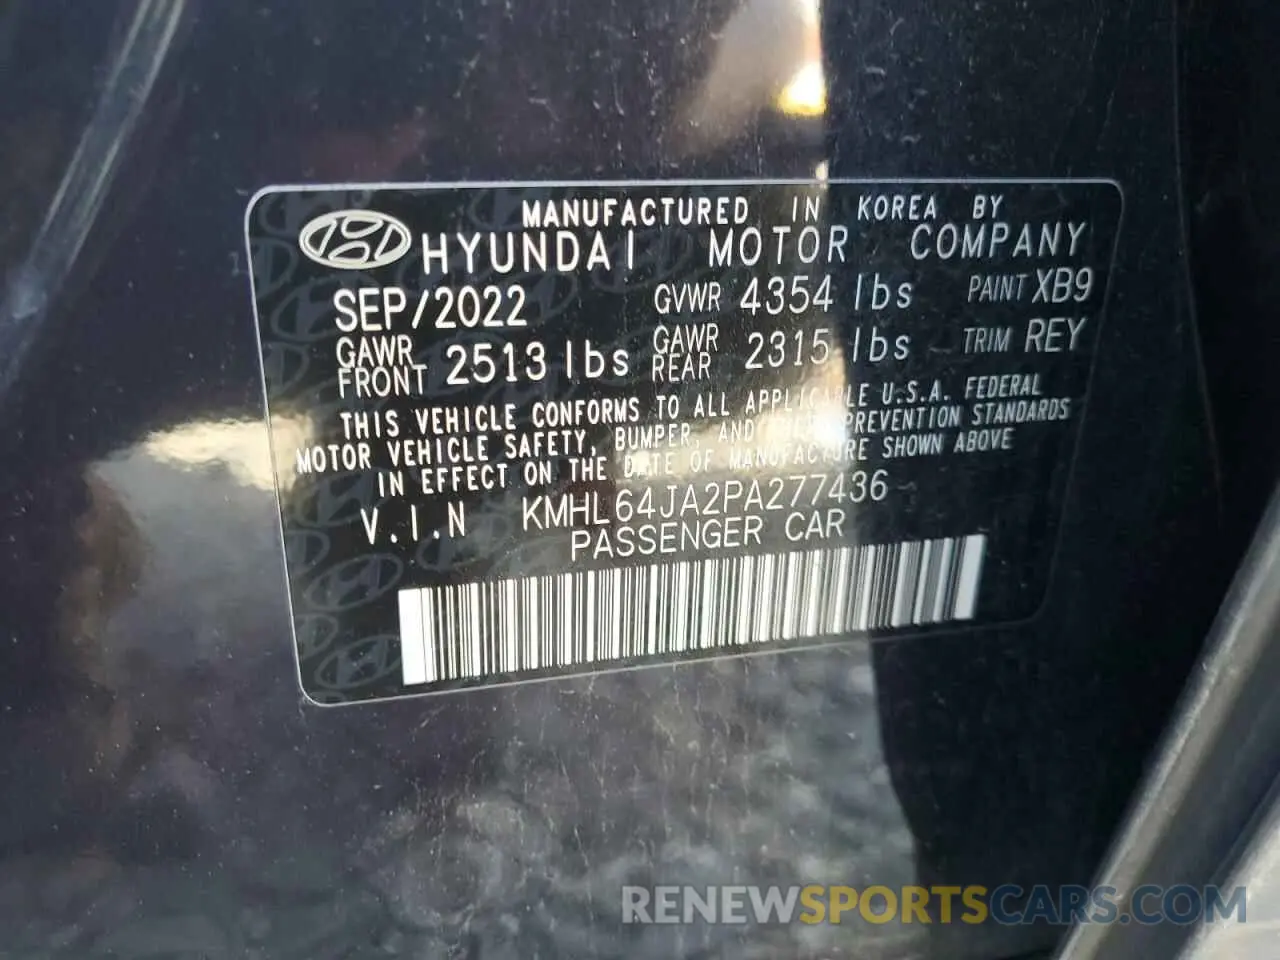 MANUFACTURED IN KOREA BY
HYUNDAI MOTOR COMPANY
SEP/2022 GVWR 4354 lbs PAINT XB9
GAWR FRONT 2513 lbs GAWR REAR 2315 lbs TRIM REY
THIS VEHICLE CONFORMS TO ALL APPLICABLE U.S.A. FEDERAL
MOTOR VEHICLE SAFETY, BUMPER, AND THEFT PREVENTION STANDARDS
IN EFFECT ON THE DATE OF MANUFACTURE SHOWN ABOVE
V.I.N KMHL64JA2PA277436
PASSENGER CAR
RENEWSPORTSCARS.COM